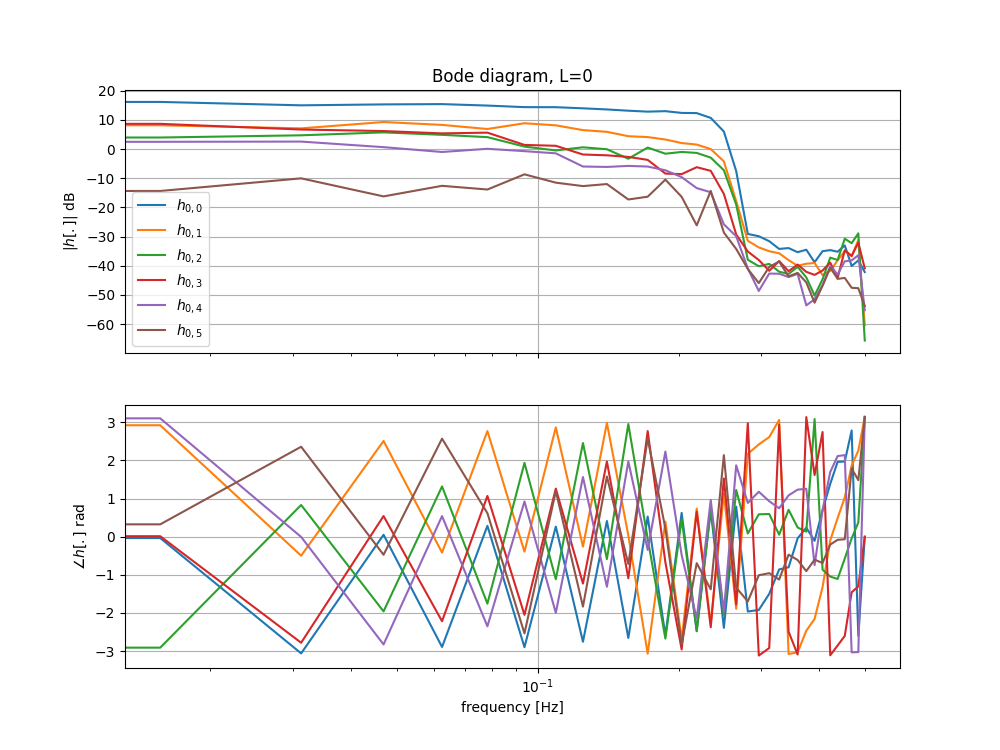 Bode diagram, L=0
20
10
0
−10
−20
−30
−40
−50
−60
|h[.]| dB
h0,0
h0,1
h0,2
h0,3
h0,4
h0,5
3
2
1
0
−1
−2
−3
∠h[.] rad
10−1
frequency [Hz]